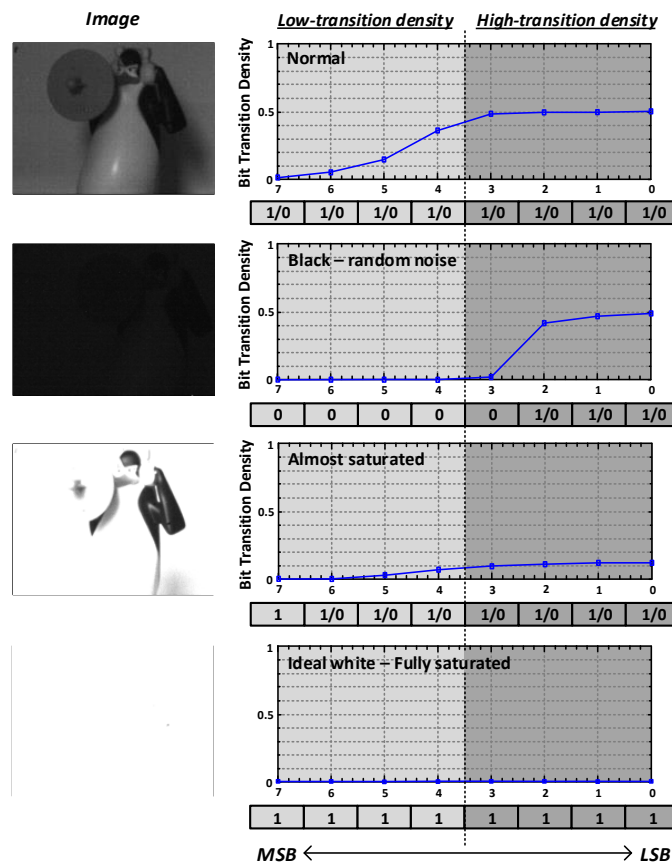 Image
Low-transition density High-transition density
Bit Transition Density
1
0.5
0
Normal
7 6 5 4 3 2 1 0
1/0 1/0 1/0 1/0 1/0 1/0 1/0 1/0
Bit Transition Density
1
0.5
0
Black – random noise
7 6 5 4 3 2 1 0
0 0 0 0 0 1/0 1/0 1/0
Bit Transition Density
1
0.5
0
Almost saturated
7 6 5 4 3 2 1 0
1 1/0 1/0 1/0 1/0 1/0 1/0 1/0
Bit Transition Density
1
0.5
0
Ideal white – Fully saturated
7 6 5 4 3 2 1 0
1 1 1 1 1 1 1 1
MSB LSB